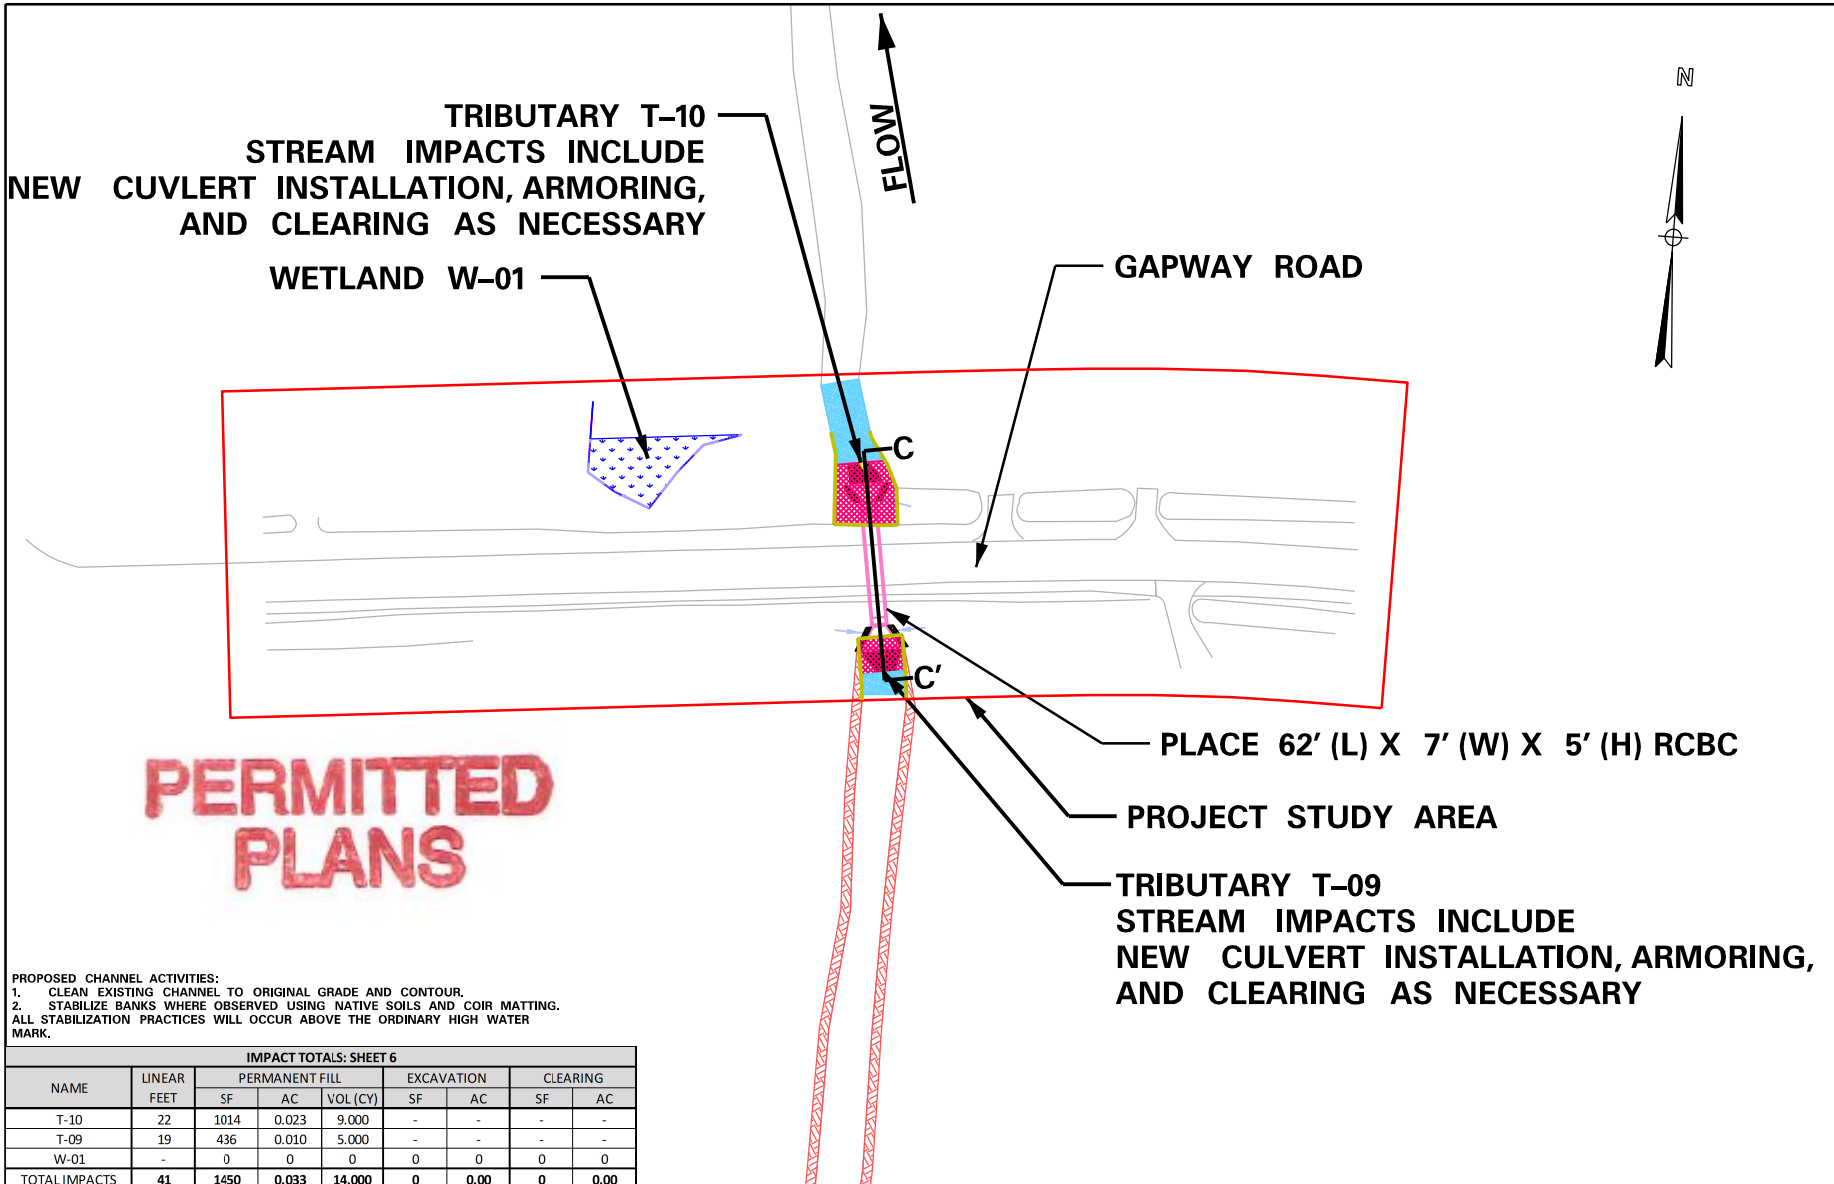 N
FLOW
TRIBUTARY T-10
STREAM IMPACTS INCLUDE
NEW CUVLERT INSTALLATION, ARMORING,
AND CLEARING AS NECESSARY
WETLAND W-01
GAPWAY ROAD
C
C'
PLACE 62' (L) X 7' (W) X 5' (H) RCBC
PROJECT STUDY AREA
TRIBUTARY T-09
STREAM IMPACTS INCLUDE
NEW CULVERT INSTALLATION, ARMORING,
AND CLEARING AS NECESSARY
PERMITTED
PLANS
PROPOSED CHANNEL ACTIVITIES:
1. CLEAN EXISTING CHANNEL TO ORIGINAL GRADE AND CONTOUR.
2. STABILIZE BANKS WHERE OBSERVED USING NATIVE SOILS AND COIR MATTING.
ALL STABILIZATION PRACTICES WILL OCCUR ABOVE THE ORDINARY HIGH WATER
MARK.
IMPACT TOTALS: SHEET 6
NAME LINEAR FEET PERMANENT FILL EXCAVATION CLEARING
SF AC VOL (CY) SF AC SF AC
T-10 22 1014 0.023 9.000 - - - -
T-09 19 436 0.010 5.000 - - - -
W-01 - 0 0 0 0 0 0 0
TOTAL IMPACTS 41 1450 0.033 14.000 0 0.00 0 0.00